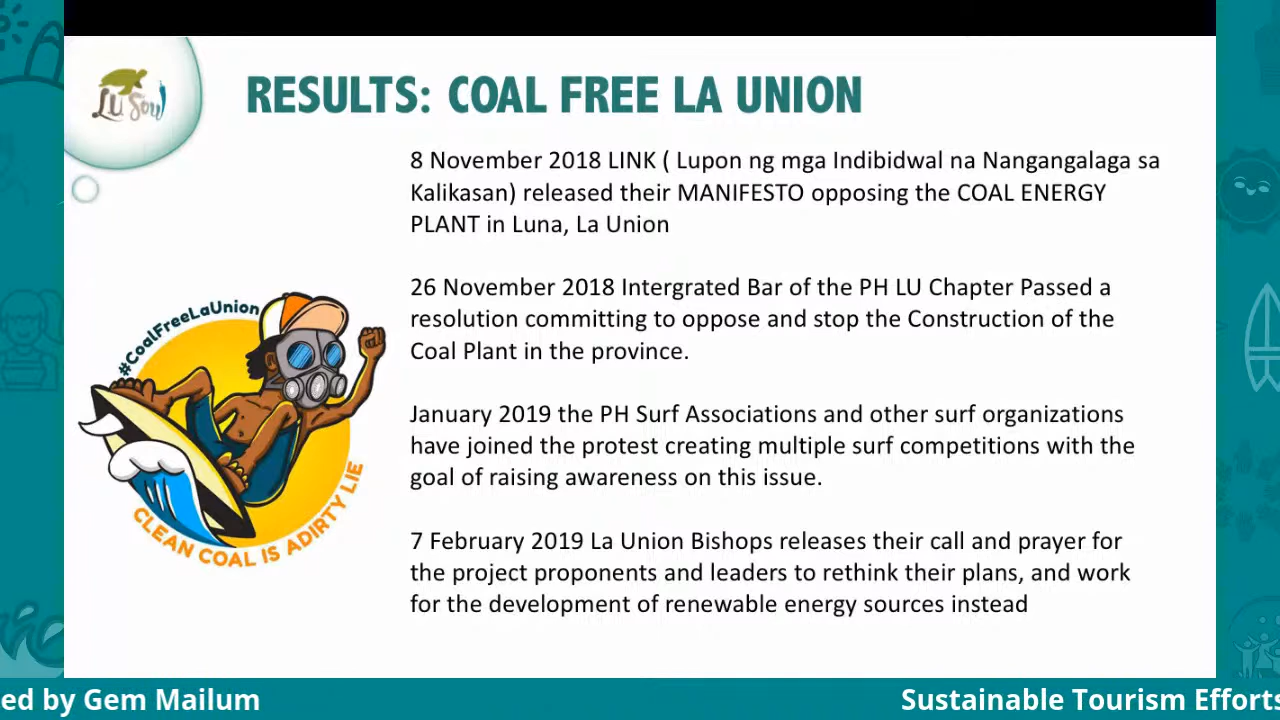 LU Soul
RESULTS: COAL FREE LA UNION
8 November 2018 LINK ( Lupon ng mga Indibidwal na Nangangalaga sa
Kalikasan) released their MANIFESTO opposing the COAL ENERGY
PLANT in Luna, La Union
26 November 2018 Intergrated Bar of the PH LU Chapter Passed a
resolution committing to oppose and stop the Construction of the
Coal Plant in the province.
January 2019 the PH Surf Associations and other surf organizations
have joined the protest creating multiple surf competitions with the
goal of raising awareness on this issue.
7 February 2019 La Union Bishops releases their call and prayer for
the project proponents and leaders to rethink their plans, and work
for the development of renewable energy sources instead
#CoalFreeLaUnion
CLEAN COAL IS ADIRTY LIE
ed by Gem Mailum
Sustainable Tourism Efforts